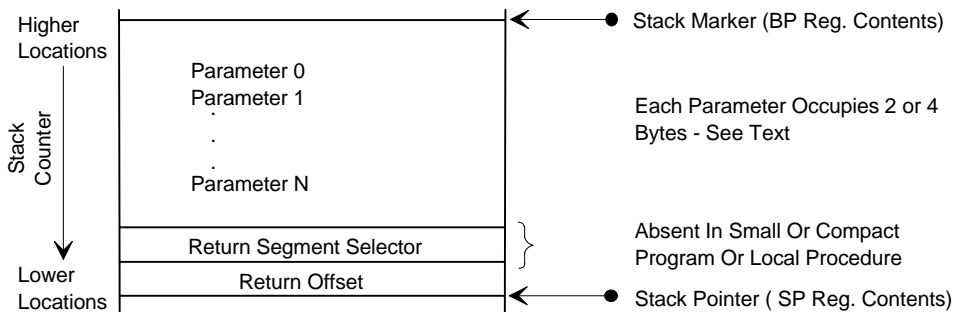 Higher
Locations
Stack
Counter
Lower
Locations
Parameter 0
Parameter 1
.
.
.
Parameter N
Return Segment Selector
Return Offset
Stack Marker (BP Reg. Contents)
Each Parameter Occupies 2 or 4
Bytes - See Text
Absent In Small Or Compact
Program Or Local Procedure
Stack Pointer ( SP Reg. Contents)